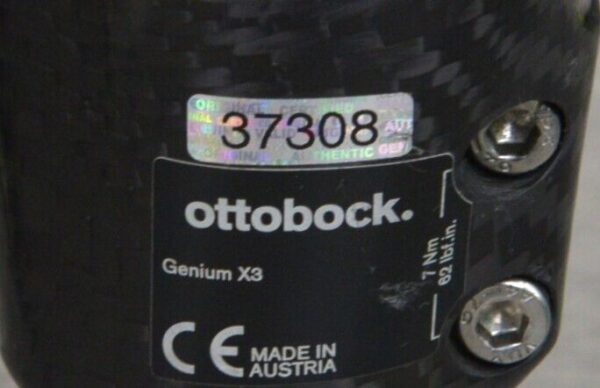 37308
ottobock.
Genium X3
7 Nm
62 lbf.in.
CE MADE IN
AUSTRIA